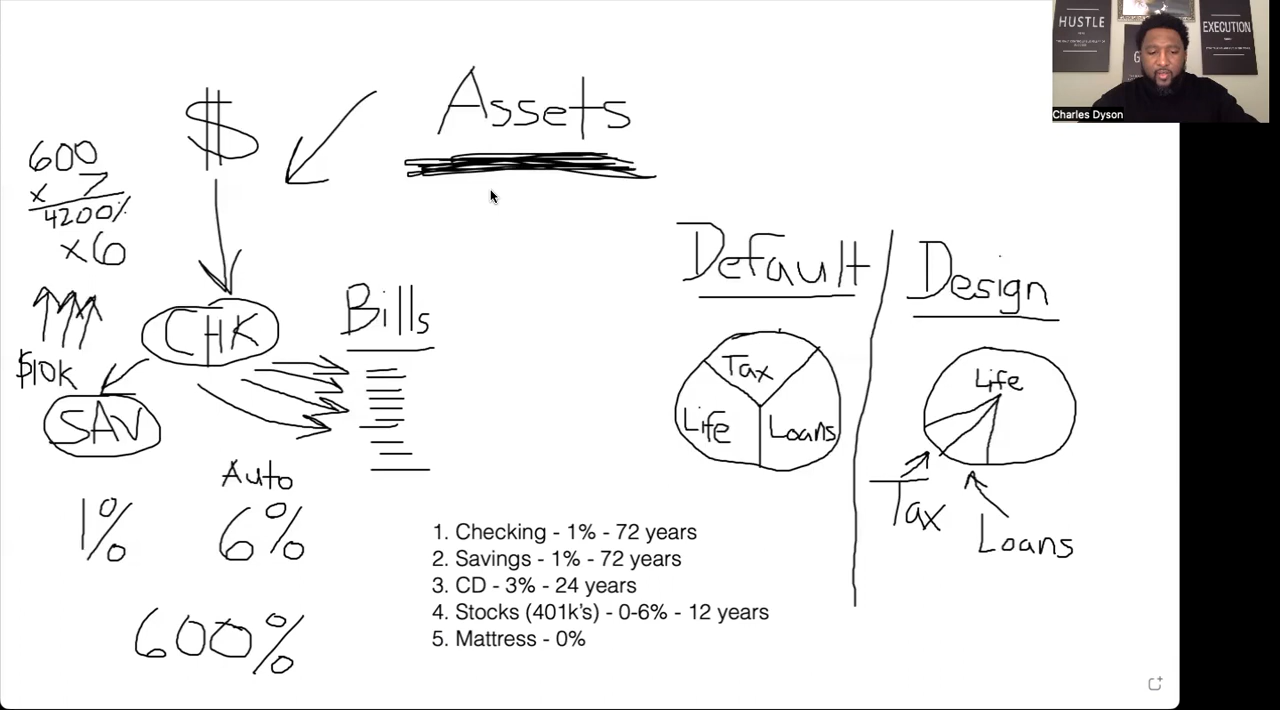 HUSTLE
EXECUTION
Charles Dyson
Assets
$
600
x 7
4200%
x6
$10k
CHK
SAV
Bills
Auto
1%
6%
600%
Default
Tax
Life
Loans
Design
Life
Tax
Loans
1. Checking - 1% - 72 years
2. Savings - 1% - 72 years
3. CD - 3% - 24 years
4. Stocks (401k's) - 0-6% - 12 years
5. Mattress - 0%